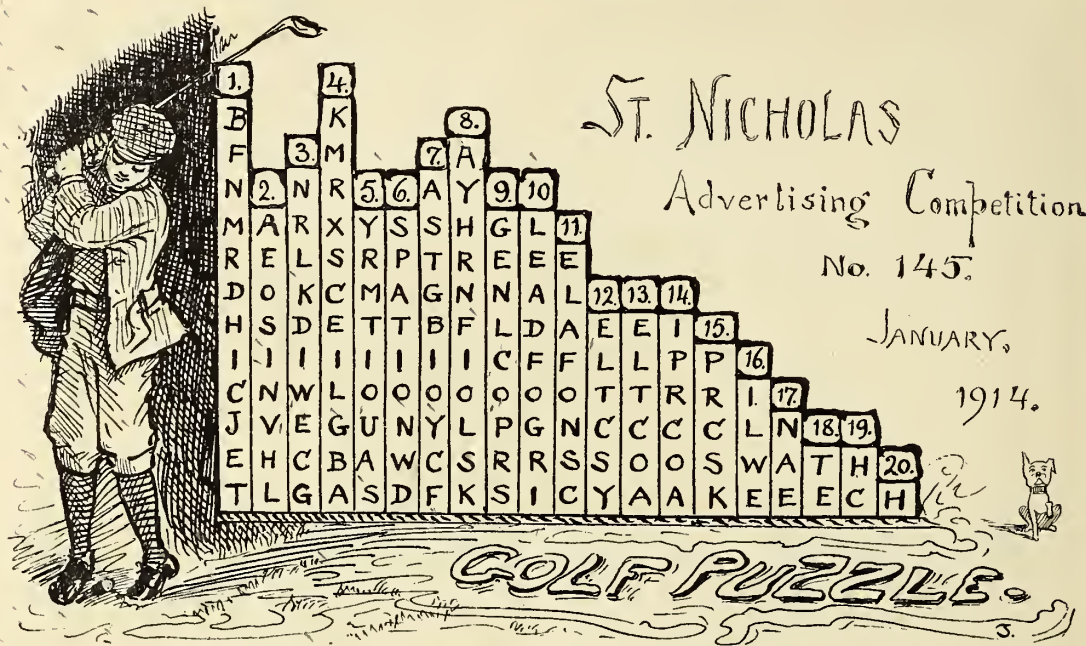 ST. NICHOLAS
Advertising Competition
No. 145.
JANUARY,
1914.
1. B F N M R D H I C J E T
2. A E O S I N V H L
3. N R L K D I W E C G
4. K M R X S C E I L G B A
5. Y R M T I O U A S
6. S P A T I O N W D
7. A S T G B I O Y C F
8. A Y H R N F I O L S K
9. G E N L C O P R S
10. L E A D F O G R I
11. E L A F O N S C
12. E L T C S Y
13. E L T C O A
14. I P R C O A
15. P R C S K
16. I L W E
17. N A E
18. T E
19. H C
20. H
GOLF PUZZLE.
J.